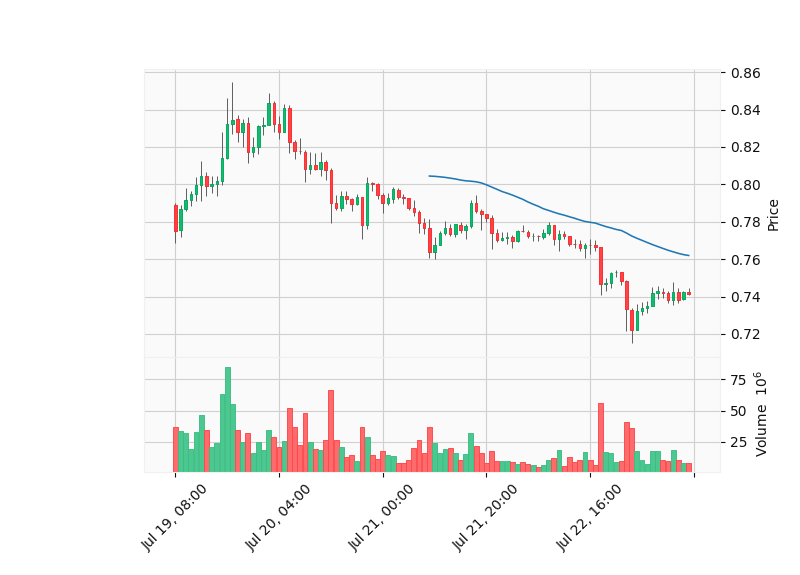 0.86
0.84
0.82
0.80
0.78
0.76
0.74
0.72
Price
75
50
25
Volume 10^6
Jul 19, 08:00
Jul 20, 04:00
Jul 21, 00:00
Jul 21, 20:00
Jul 22, 16:00